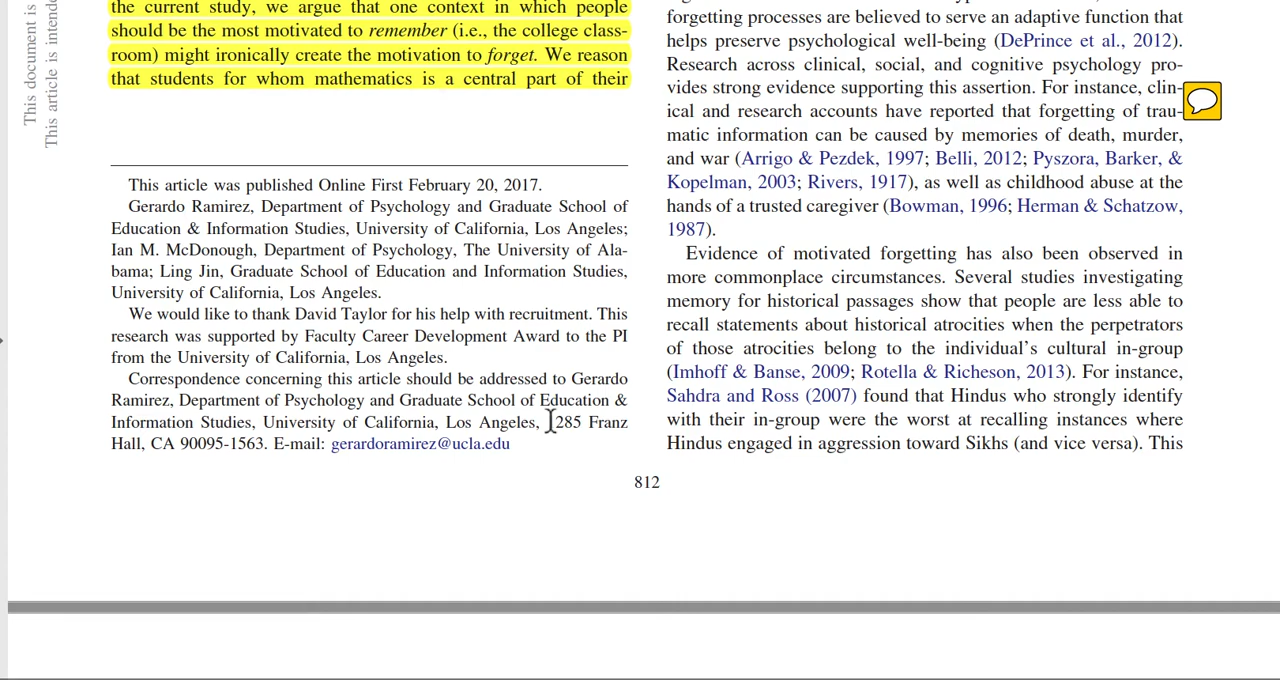 This document is
This article is intende
the current study, we argue that one context in which people
should be the most motivated to remember (i.e., the college class-
room) might ironically create the motivation to forget. We reason
that students for whom mathematics is a central part of their
This article was published Online First February 20, 2017.
Gerardo Ramirez, Department of Psychology and Graduate School of
Education & Information Studies, University of California, Los Angeles;
Ian M. McDonough, Department of Psychology, The University of Ala-
bama; Ling Jin, Graduate School of Education and Information Studies,
University of California, Los Angeles.
We would like to thank David Taylor for his help with recruitment. This
research was supported by Faculty Career Development Award to the PI
from the University of California, Los Angeles.
Correspondence concerning this article should be addressed to Gerardo
Ramirez, Department of Psychology and Graduate School of Education &
Information Studies, University of California, Los Angeles, 285 Franz
Hall, CA 90095-1563. E-mail: gerardoramirez@ucla.edu
forgetting processes are believed to serve an adaptive function that
helps preserve psychological well-being (DePrince et al., 2012).
Research across clinical, social, and cognitive psychology pro-
vides strong evidence supporting this assertion. For instance, clin-
ical and research accounts have reported that forgetting of trau-
matic information can be caused by memories of death, murder,
and war (Arrigo & Pezdek, 1997; Belli, 2012; Pyszora, Barker, &
Kopelman, 2003; Rivers, 1917), as well as childhood abuse at the
hands of a trusted caregiver (Bowman, 1996; Herman & Schatzow,
1987).
Evidence of motivated forgetting has also been observed in
more commonplace circumstances. Several studies investigating
memory for historical passages show that people are less able to
recall statements about historical atrocities when the perpetrators
of those atrocities belong to the individual's cultural in-group
(Imhoff & Banse, 2009; Rotella & Richeson, 2013). For instance,
Sahdra and Ross (2007) found that Hindus who strongly identify
with their in-group were the worst at recalling instances where
Hindus engaged in aggression toward Sikhs (and vice versa). This
812